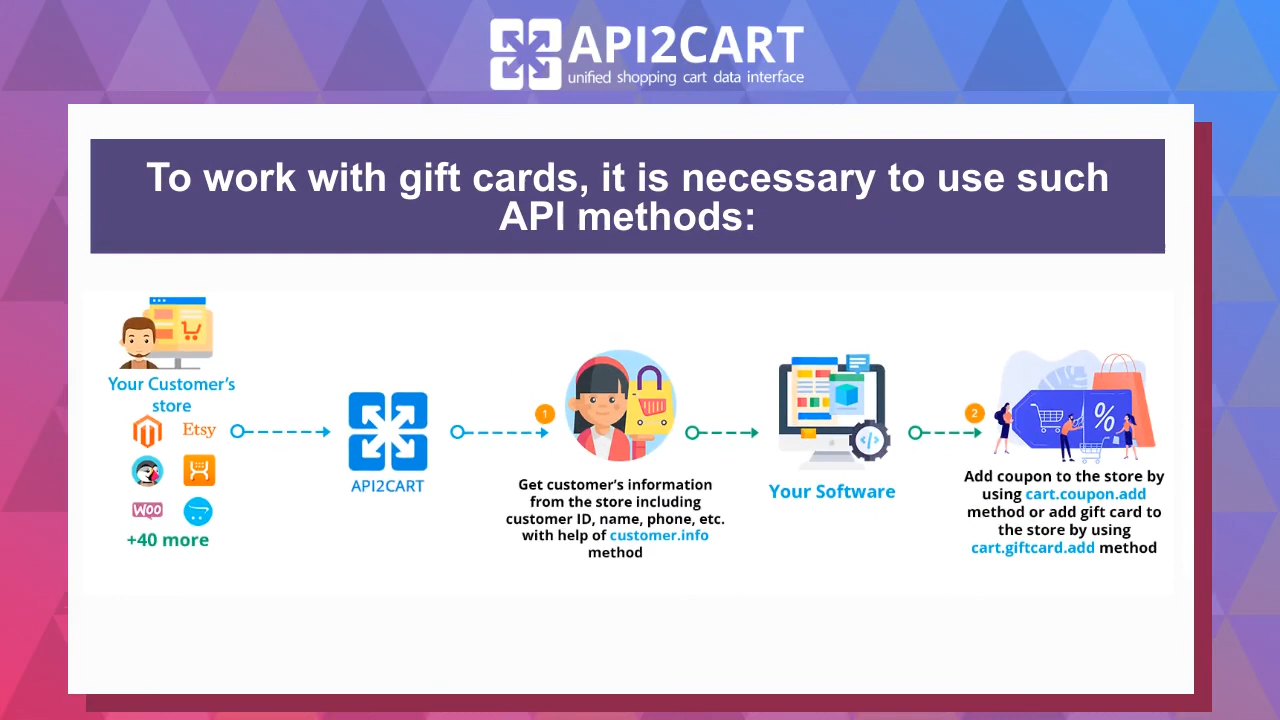 API2CART
unified shopping cart data interface
To work with gift cards, it is necessary to use such
API methods:
Your Customer's
store
Etsy
WOO
+40 more
API2CART
1
Get customer's information
from the store including
customer ID, name, phone, etc.
with help of customer.info
method
Your Software
2
%
Add coupon to the store by
using cart.coupon.add
method or add gift card to
the store by using
cart.giftcard.add method